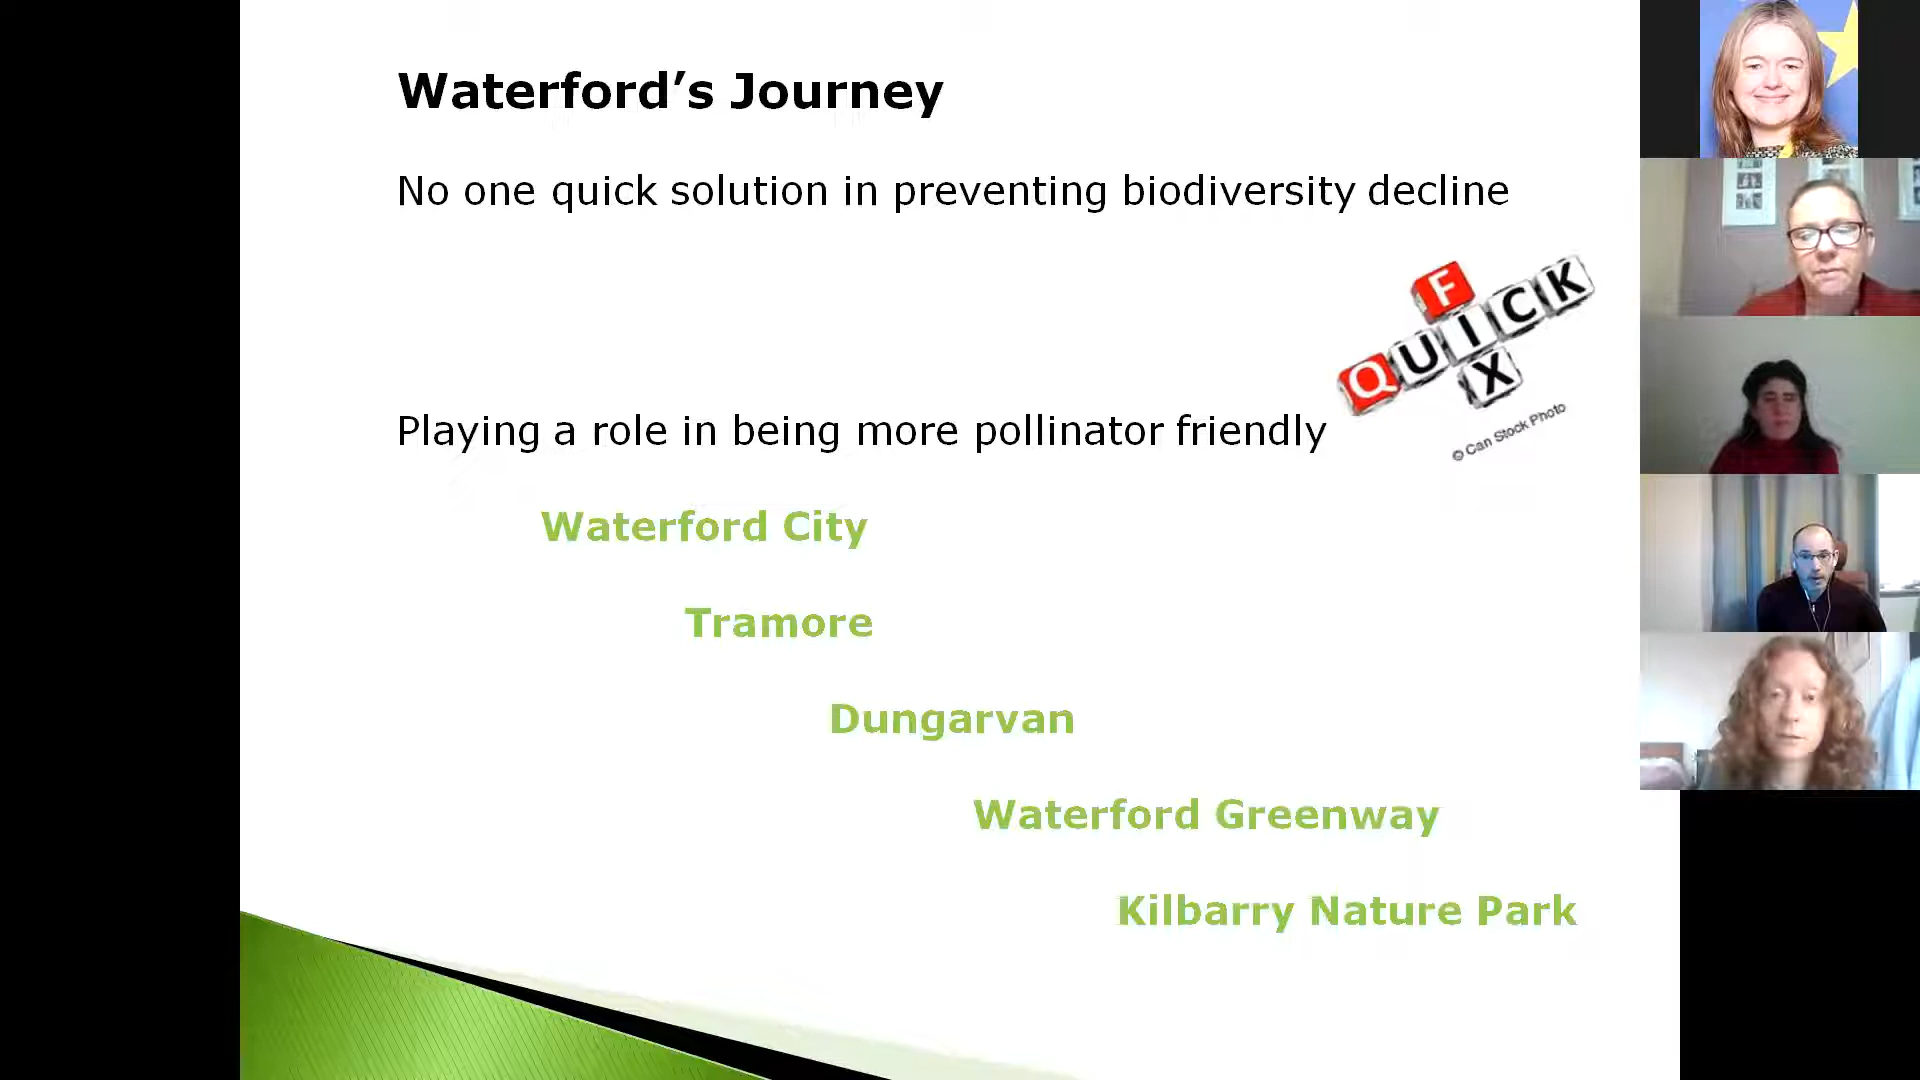 Waterford’s Journey
No one quick solution in preventing biodiversity decline
F
QUICK
X
Playing a role in being more pollinator friendly
© Can Stock Photo
Waterford City
Tramore
Dungarvan
Waterford Greenway
Kilbarry Nature Park